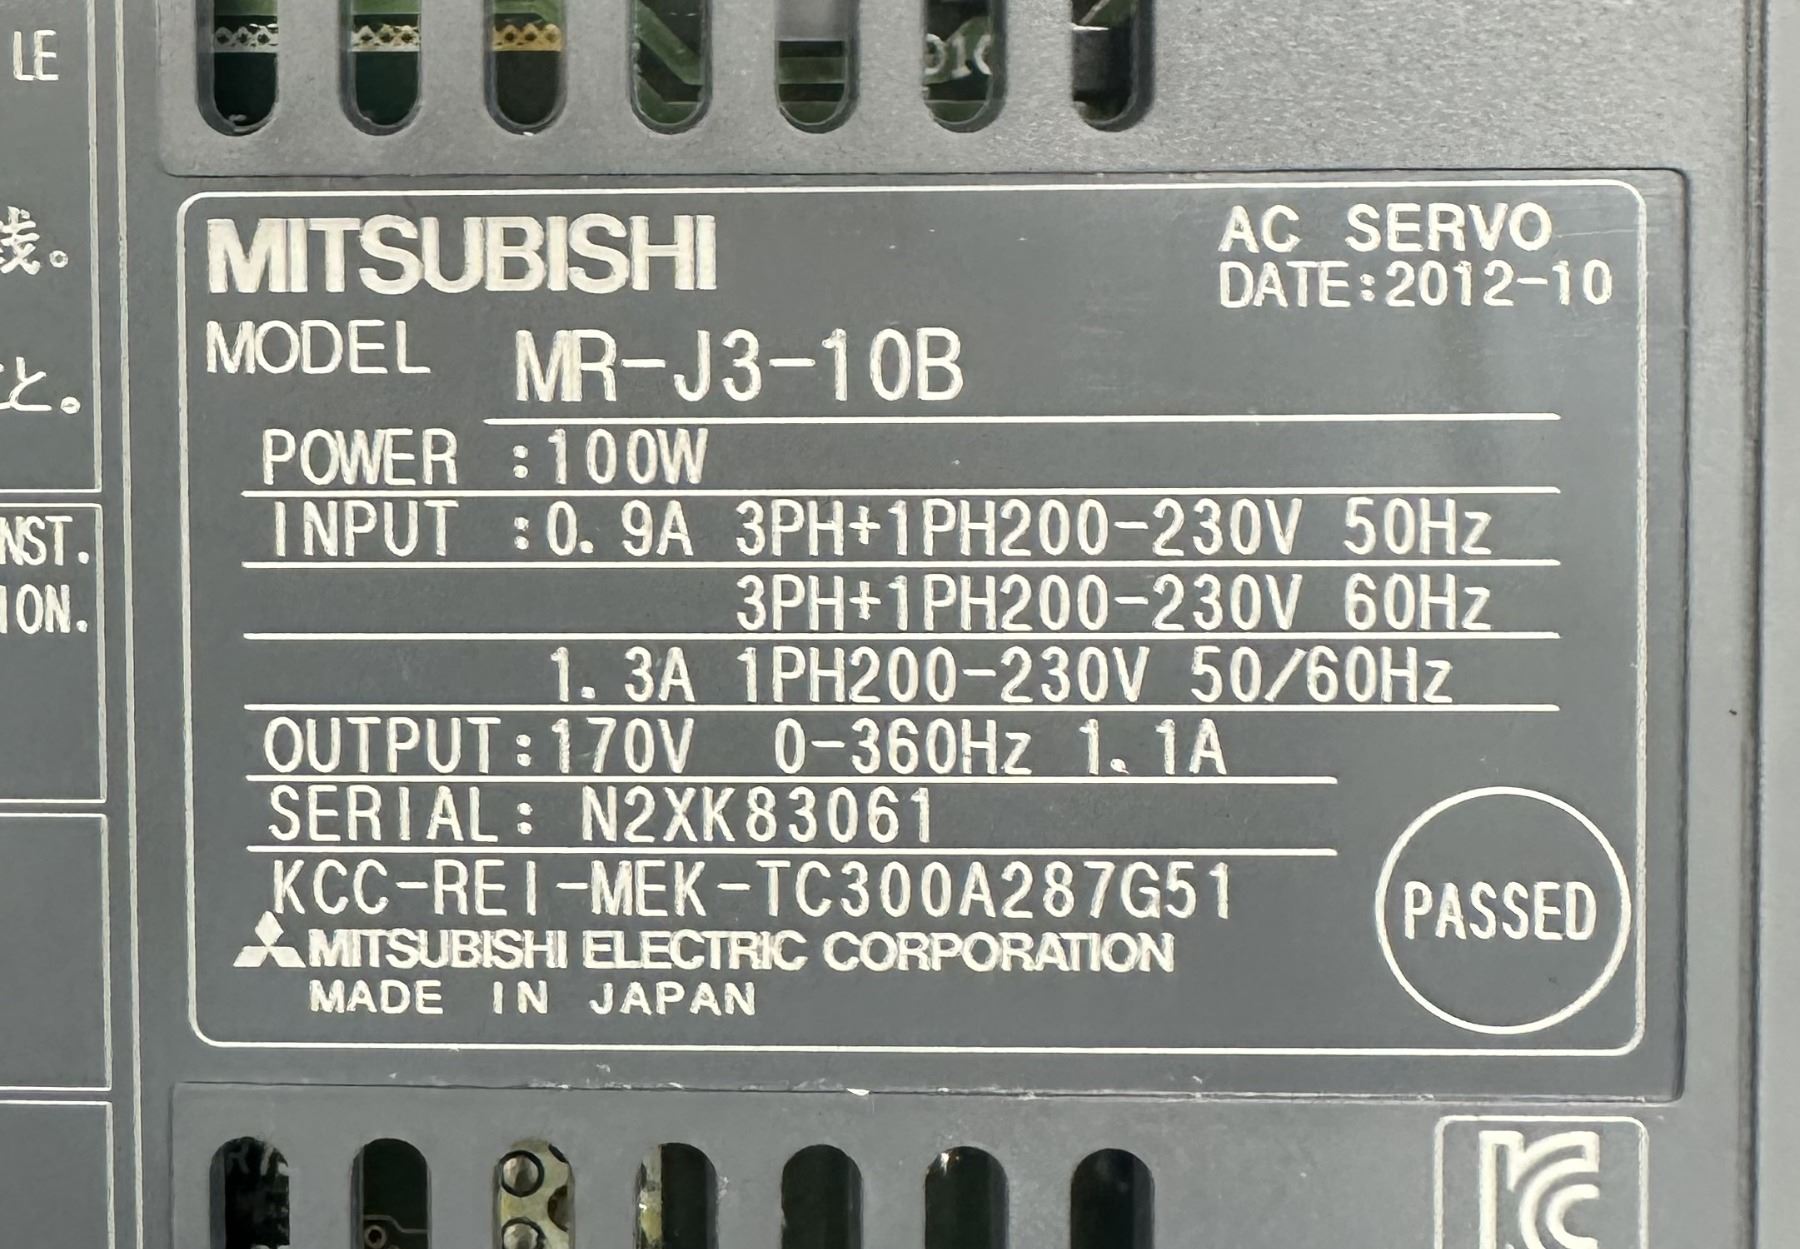 LE
MITSUBISHI
AC SERVO
DATE:2012-10
MODEL MR-J3-10B
POWER :100W
INPUT :0.9A 3PH+1PH200-230V 50Hz
3PH+1PH200-230V 60Hz
1.3A 1PH200-230V 50/60Hz
OUTPUT:170V 0-360Hz 1.1A
SERIAL: N2XK83061
KCC-REI-MEK-TC300A287G51
MITSUBISHI ELECTRIC CORPORATION
MADE IN JAPAN
PASSED
線。
こと。
NST.
ION.